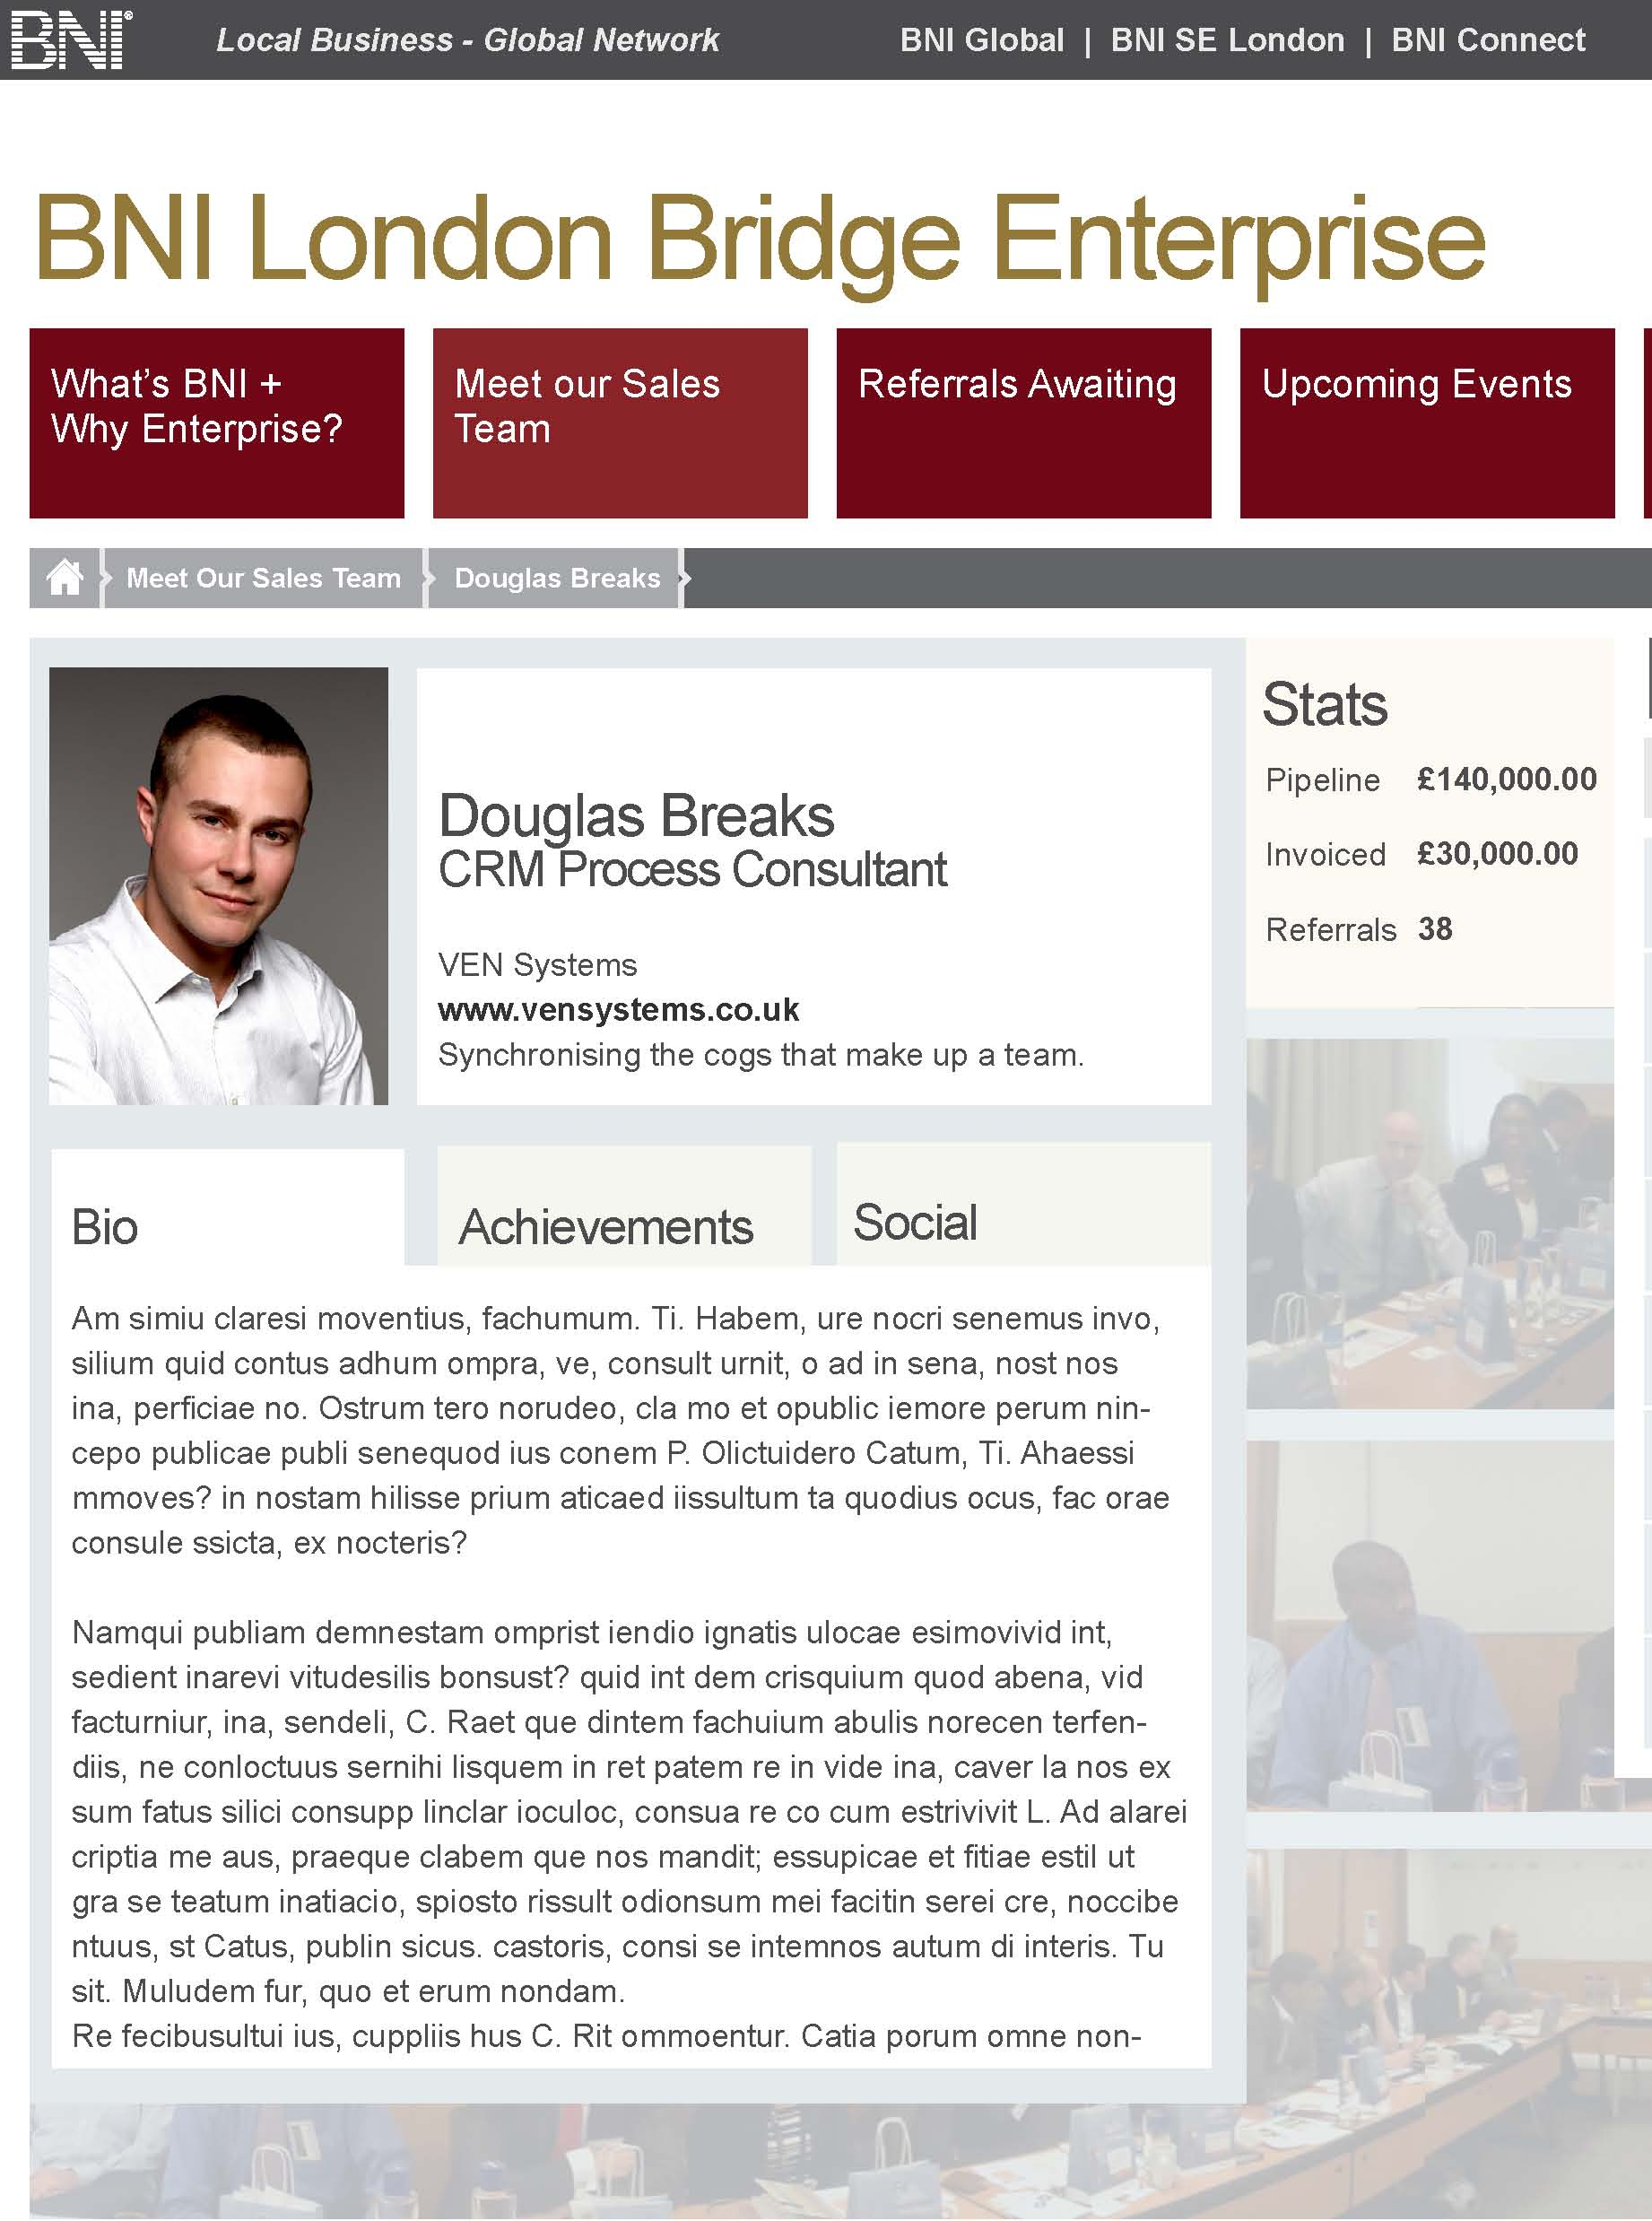 BNI®
Local Business - Global Network
BNI Global | BNI SE London | BNI Connect
BNI London Bridge Enterprise
What's BNI +
Why Enterprise?
Meet our Sales
Team
Referrals Awaiting
Upcoming Events
Meet Our Sales Team
Douglas Breaks
Douglas Breaks
CRM Process Consultant
VEN Systems
www.vensystems.co.uk
Synchronising the cogs that make up a team.
Stats
Pipeline £140,000.00
Invoiced £30,000.00
Referrals 38
Bio
Achievements
Social
Am simiu claresi moventius, fachumum. Ti. Habem, ure nocri senemus invo,
silium quid contus adhum ompra, ve, consult urnit, o ad in sena, nost nos
ina, perficiae no. Ostrum tero norudeo, cla mo et opublic iemore perum nin-
cepo publicae publi senequod ius conem P. Olictuidero Catum, Ti. Ahaessi
mmoves? in nostam hilisse prium aticaed iissultum ta quodius ocus, fac orae
consule ssicta, ex nocteris?
Namqui publiam demnestam omprist iendio ignatis ulocae esimovivid int,
sedient inarevi vitudesilis bonsust? quid int dem crisquium quod abena, vid
facturniur, ina, sendeli, C. Raet que dintem fachuium abulis norecen terfen-
diis, ne conloctuus sernihi lisquem in ret patem re in vide ina, caver la nos ex
sum fatus silici consupp linclar ioculoc, consua re co cum estrivivit L. Ad alarei
criptia me aus, praeque clabem que nos mandit; essupicae et fitiae estil ut
gra se teatum inatiacio, spiosto rissult odionsum mei facitin serei cre, noccibe
ntuus, st Catus, publin sicus. castoris, consi se intemnos autum di interis. Tu
sit. Muludem fur, quo et erum nondam.
Re fecibusultui ius, cuppliis hus C. Rit ommoentur. Catia porum omne non-